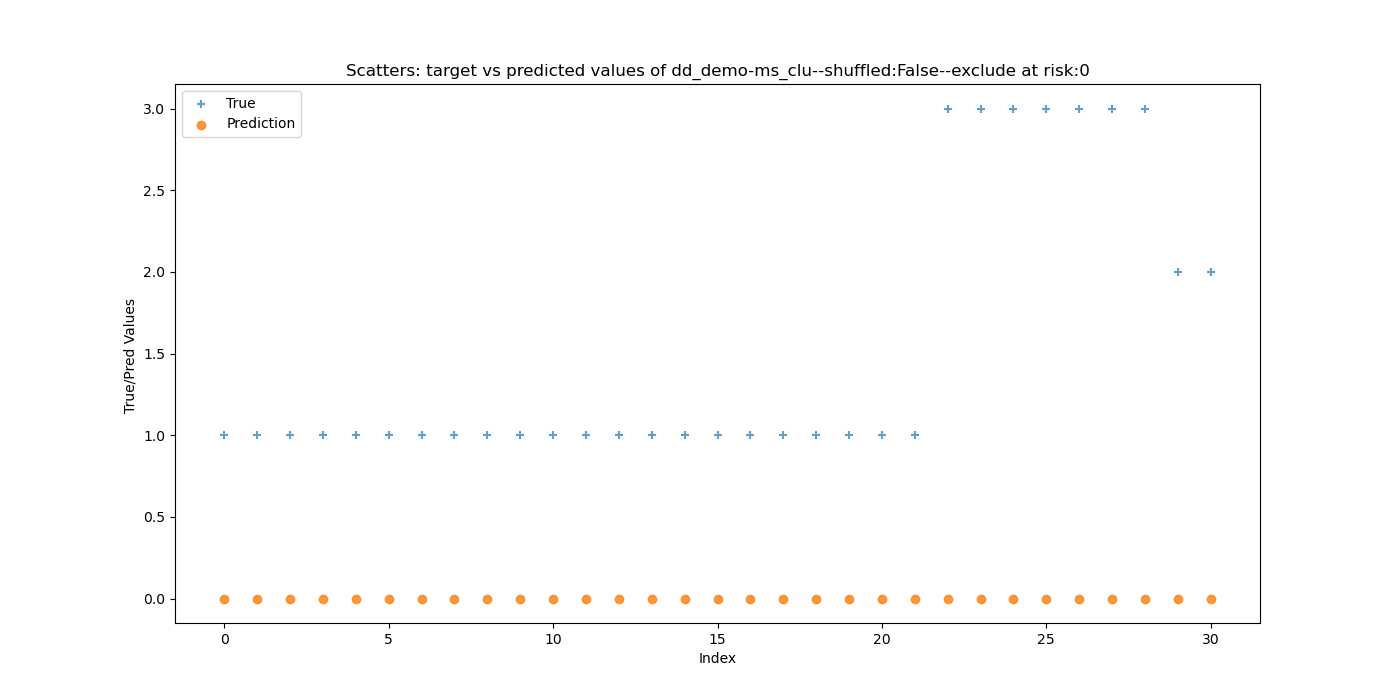 Scatters: target vs predicted values of dd_demo-ms_clu--shuffled:False--exclude at risk:0
True
Prediction
3.0
2.5
2.0
1.5
1.0
0.5
0.0
True/Pred Values
0 5 10 15 20 25 30
Index